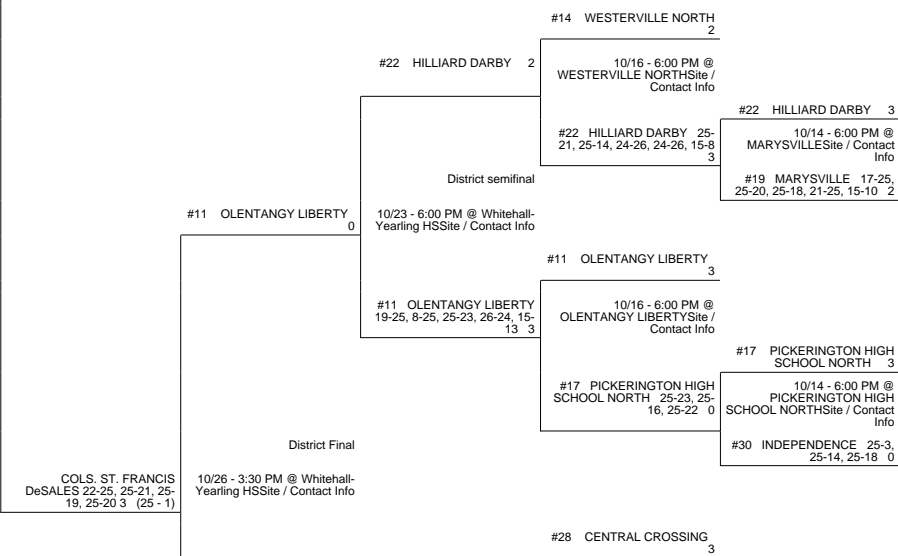 #14 WESTERVILLE NORTH
2
#22 HILLIARD DARBY 2
10/16 - 6:00 PM @
WESTERVILLE NORTHSite /
Contact Info
#22 HILLIARD DARBY 3
#22 HILLIARD DARBY 25-
21, 25-14, 24-26, 24-26, 15-8
3
10/14 - 6:00 PM @
MARYSVILLESite / Contact
Info
#19 MARYSVILLE 17-25,
25-20, 25-18, 21-25, 15-10 2
District semifinal
#11 OLENTANGY LIBERTY
0
10/23 - 6:00 PM @ Whitehall-
Yearling HSSite / Contact Info
#11 OLENTANGY LIBERTY
3
#11 OLENTANGY LIBERTY
19-25, 8-25, 25-23, 26-24, 15-
13 3
10/16 - 6:00 PM @
OLENTANGY LIBERTYSite /
Contact Info
#17 PICKERINGTON HIGH
SCHOOL NORTH 3
#17 PICKERINGTON HIGH
SCHOOL NORTH 25-23, 25-
16, 25-22 0
10/14 - 6:00 PM @
PICKERINGTON HIGH
SCHOOL NORTHSite / Contact
Info
#30 INDEPENDENCE 25-3,
25-14, 25-18 0
District Final
COLS. ST. FRANCIS
DeSALES 22-25, 25-21, 25-
19, 25-20 3 (25 - 1)
10/26 - 3:30 PM @ Whitehall-
Yearling HSSite / Contact Info
#28 CENTRAL CROSSING
3